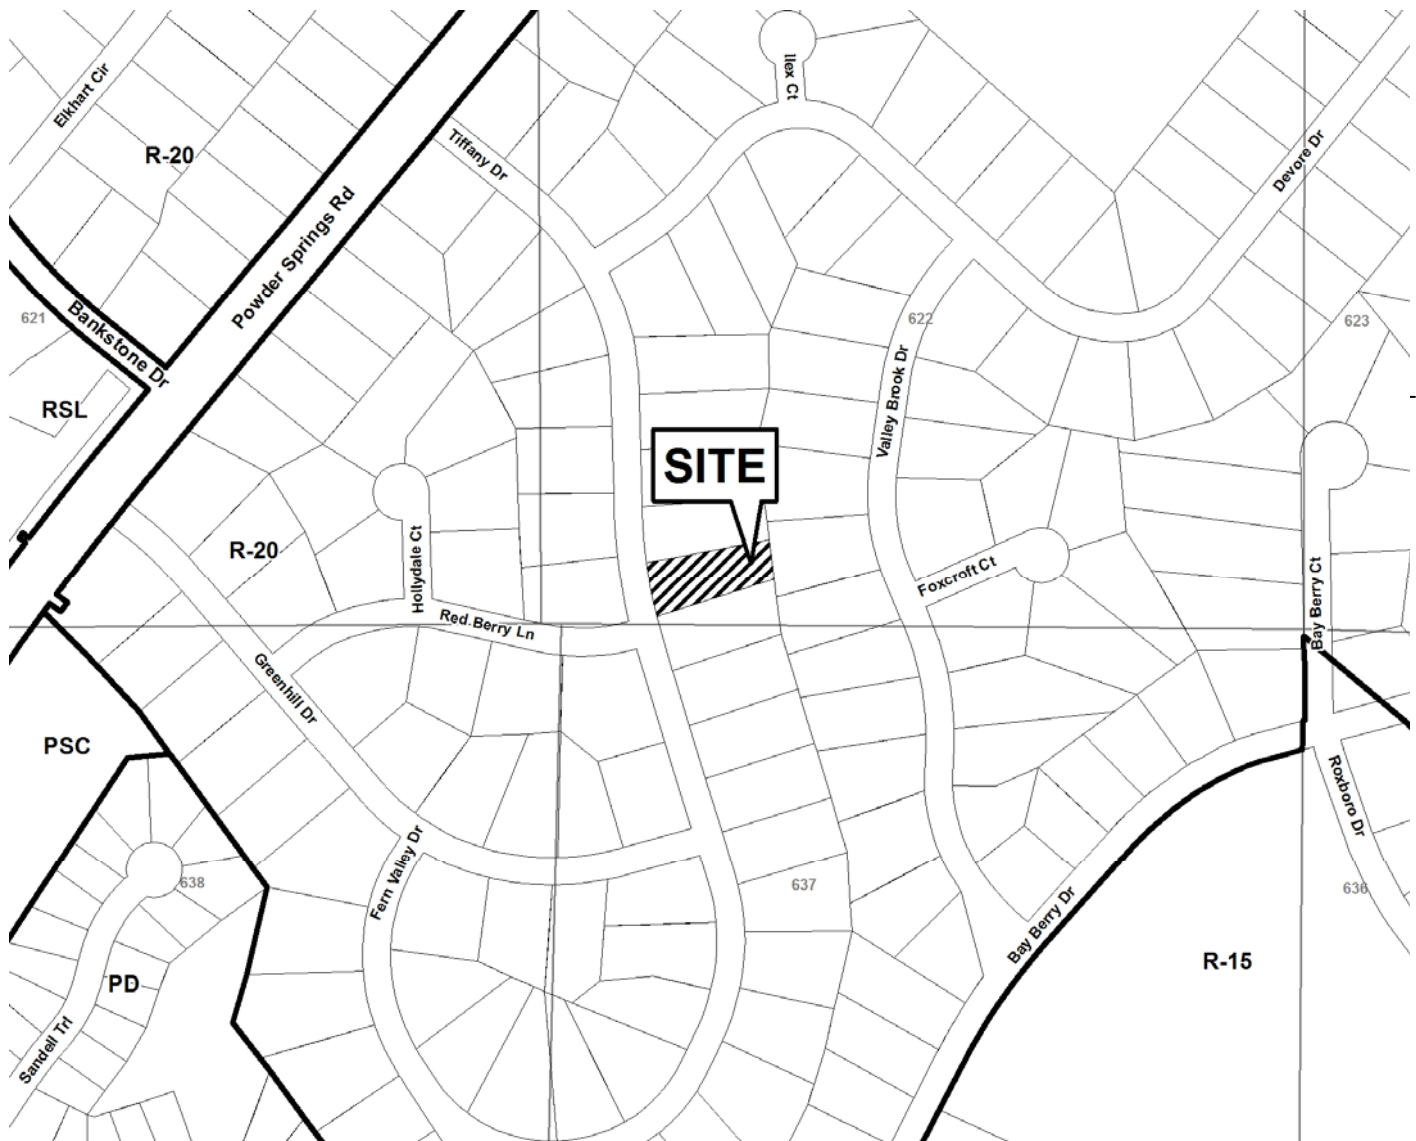 Ilex Ct
Elkhart Cir
Tiffany Dr
R-20
Devore Dr
Powder Springs Rd
621
Bankstone Dr
622
623
Valley Brook Dr
RSL
SITE
R-20
Hollydale Ct
Foxcroft Ct
Bay Berry Ct
Red Berry Ln
Greenhill Dr
PSC
Roxboro Dr
Fern Valley Dr
638
637
636
Bay Berry Dr
R-15
PD
Sandell Trl